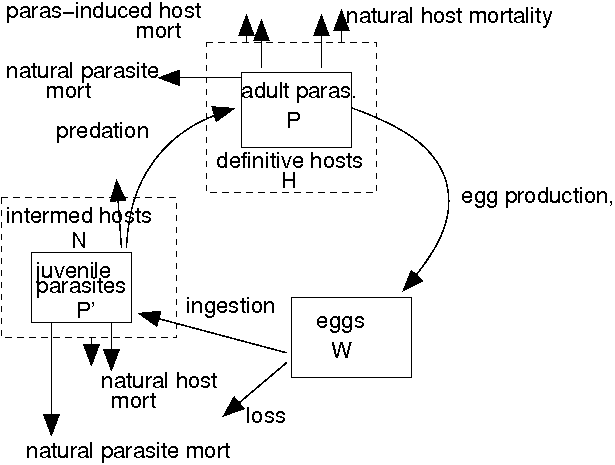 paras-induced host
mort
natural host mortality
natural parasite
mort
adult paras.
P
predation
definitive hosts
H
egg production,
intermed hosts
N
juvenile
parasites
P'
ingestion
eggs
W
natural host
mort
loss
natural parasite mort